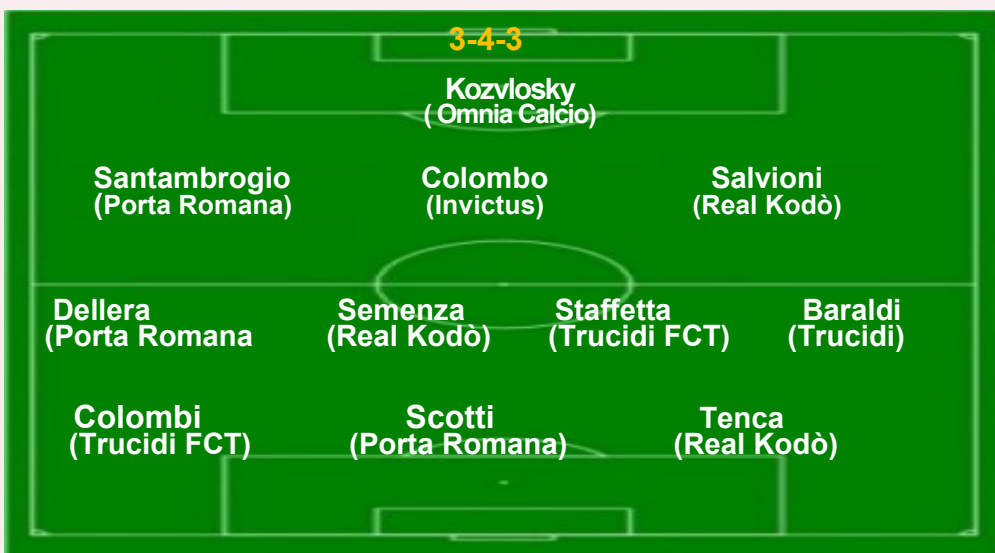 3-4-3
Kozvlosky
( Omnia Calcio)
Santambrogio Colombo Salvioni
(Porta Romana) (Invictus) (Real Kodò)
Dellera Semenza Staffetta Baraldi
(Porta Romana (Real Kodò) (Trucidi FCT) (Trucidi)
Colombi Scotti Tenca
(Trucidi FCT) (Porta Romana) (Real Kodò)